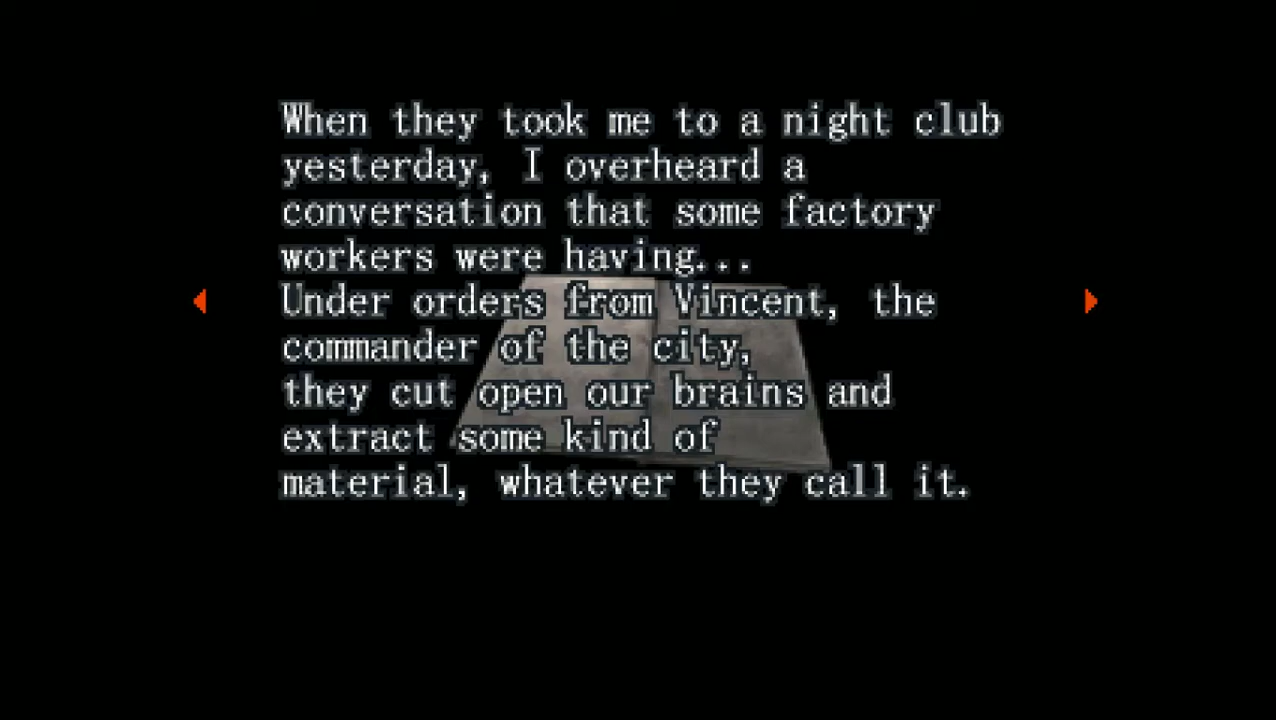 When they took me to a night club
yesterday, I overheard a
conversation that some factory
workers were having...
Under orders from Vincent, the
commander of the city,
they cut open our brains and
extract some kind of
material, whatever they call it.